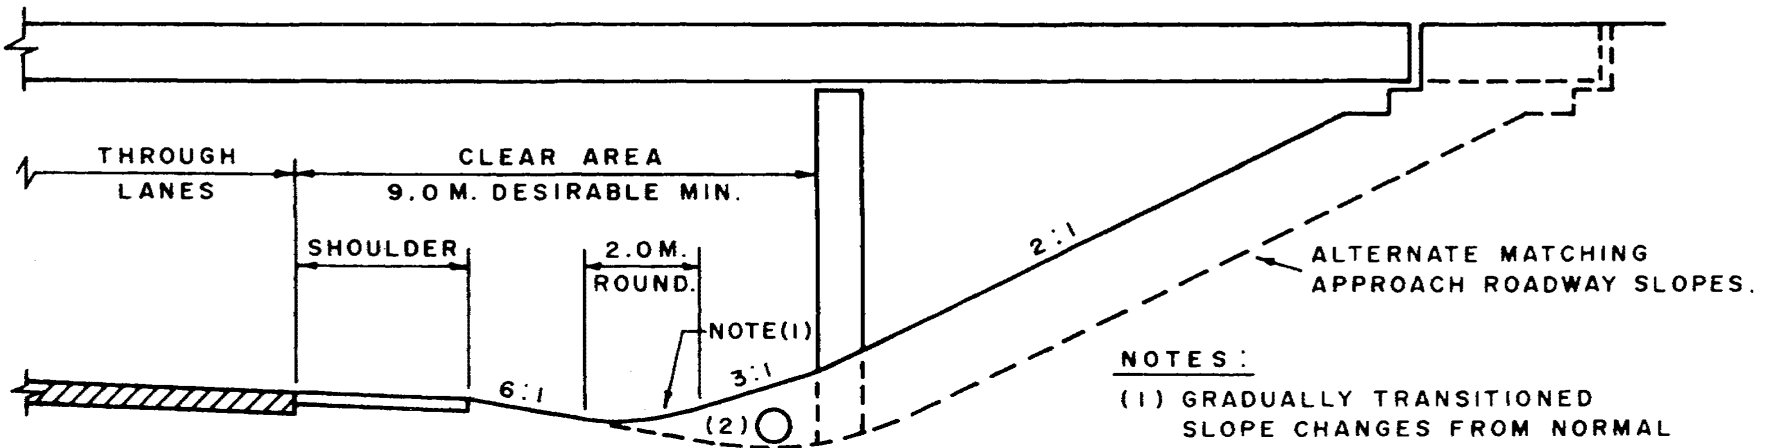 THROUGH
LANES
CLEAR AREA
9.0 M. DESIRABLE MIN.
SHOULDER
2.0 M.
ROUND.
NOTE(1)
6:1
3:1
2:1
(2)
ALTERNATE MATCHING
APPROACH ROADWAY SLOPES.
NOTES:
(1) GRADUALLY TRANSITIONED
SLOPE CHANGES FROM NORMAL